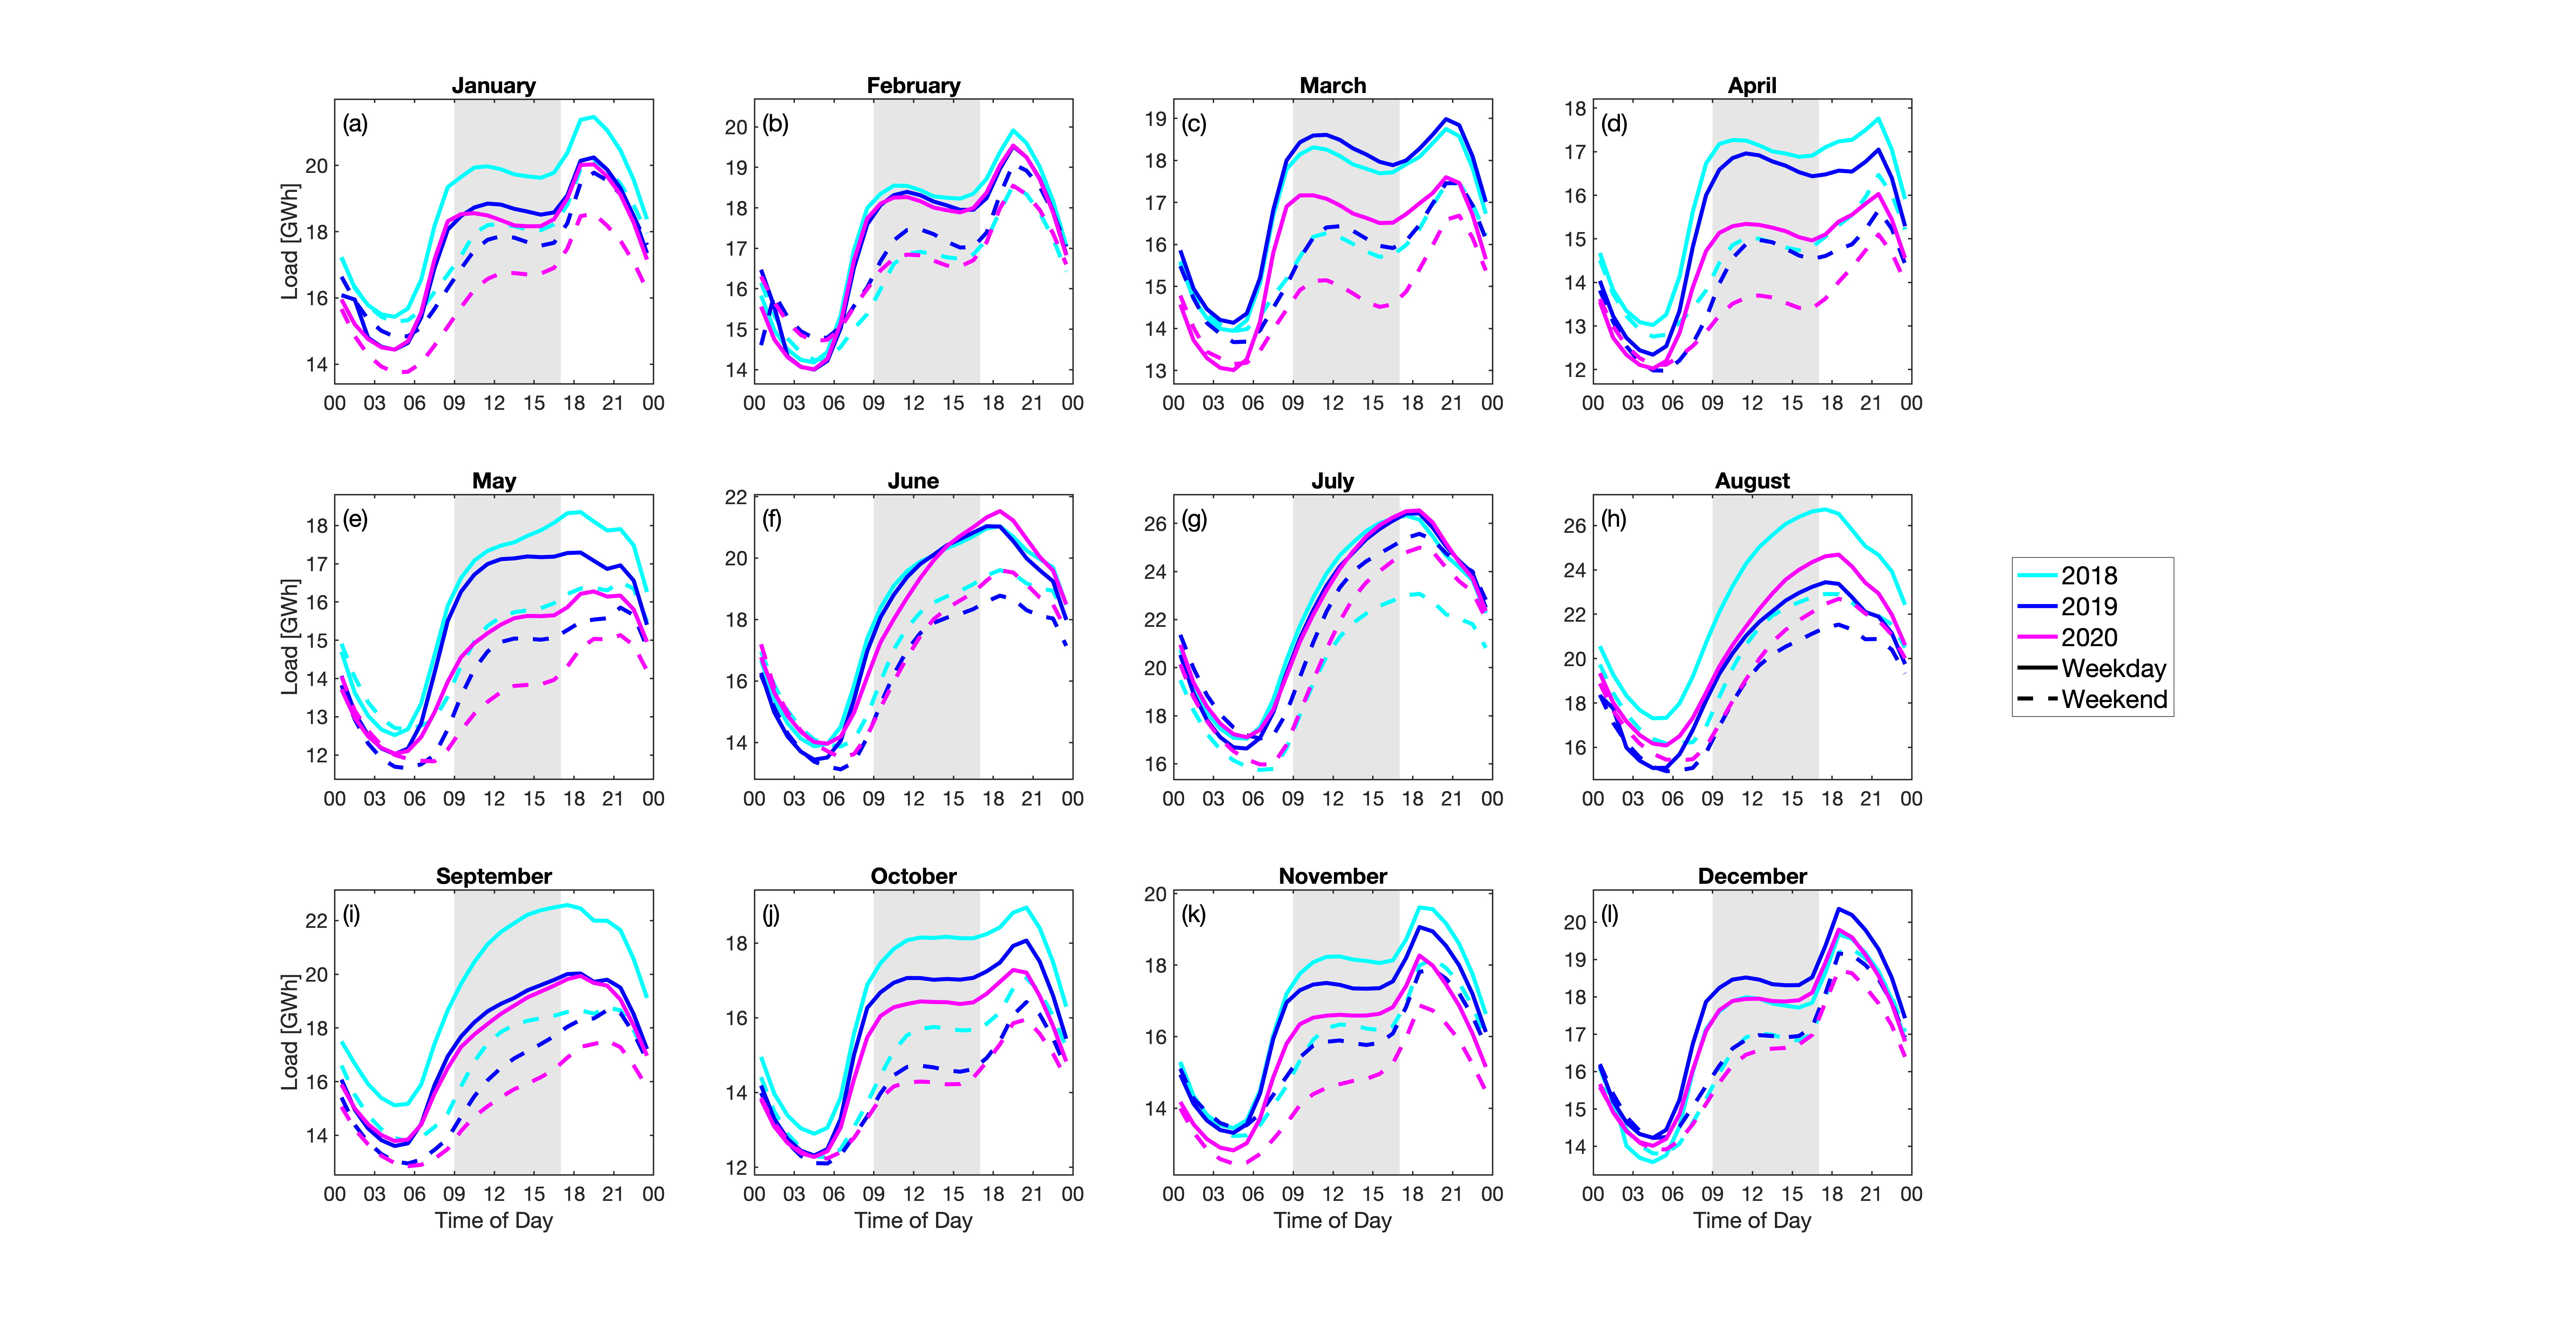 January
February
March
April
(a)
(b)
(c)
(d)
Load [GWh]
20
18
16
14
20
19
18
17
16
15
14
19
18
17
16
15
14
13
18
17
16
15
14
13
12
00 03 06 09 12 15 18 21 00
00 03 06 09 12 15 18 21 00
00 03 06 09 12 15 18 21 00
00 03 06 09 12 15 18 21 00
May
June
July
August
(e)
(f)
(g)
(h)
Load [GWh]
18
17
16
15
14
13
12
22
20
18
16
14
26
24
22
20
18
16
26
24
22
20
18
16
00 03 06 09 12 15 18 21 00
00 03 06 09 12 15 18 21 00
00 03 06 09 12 15 18 21 00
00 03 06 09 12 15 18 21 00
2018
2019
2020
Weekday
Weekend
September
October
November
December
(i)
(j)
(k)
(l)
Load [GWh]
22
20
18
16
14
18
16
14
12
20
18
16
14
20
19
18
17
16
15
14
00 03 06 09 12 15 18 21 00
00 03 06 09 12 15 18 21 00
00 03 06 09 12 15 18 21 00
00 03 06 09 12 15 18 21 00
Time of Day
Time of Day
Time of Day
Time of Day